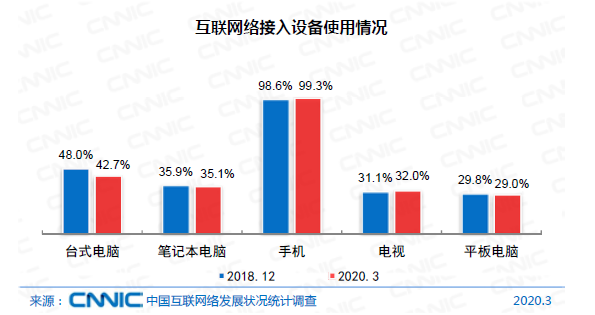 互联网络接入设备使用情况
98.6% 99.3%
48.0% 42.7% 35.9% 35.1% 31.1% 32.0% 29.8% 29.0%
台式电脑 笔记本电脑 手机 电视 平板电脑
2018.12 2020.3
来源: CNNIC 中国互联网络发展状况统计调查 2020.3